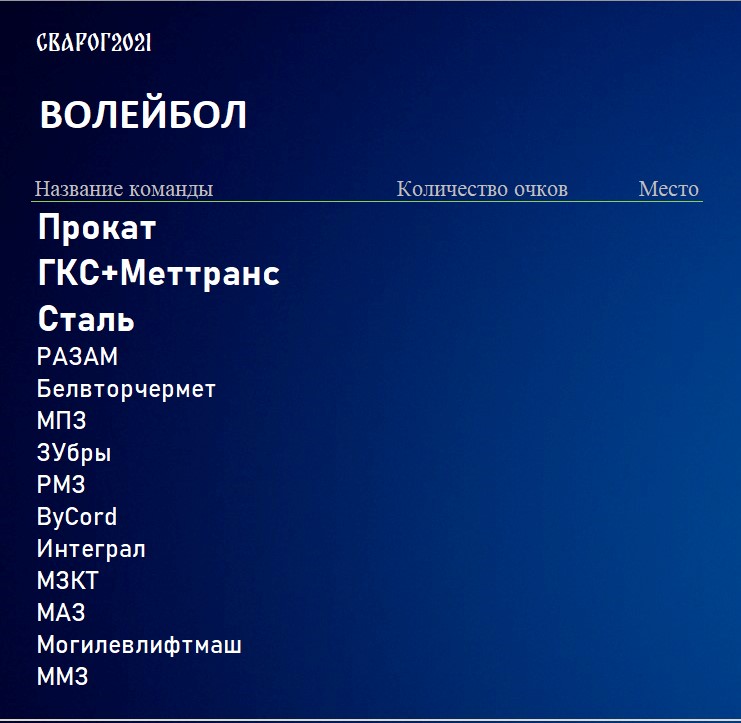 СВАРОГ2021
ВОЛЕЙБОЛ
Название команды Количество очков Место
Прокат
ГКС+Меттранс
Сталь
РАЗАМ
Белвторчермет
МПЗ
ЗУбры
РМЗ
ByCord
Интеграл
МЗКТ
МАЗ
Могилевлифтмаш
ММЗ